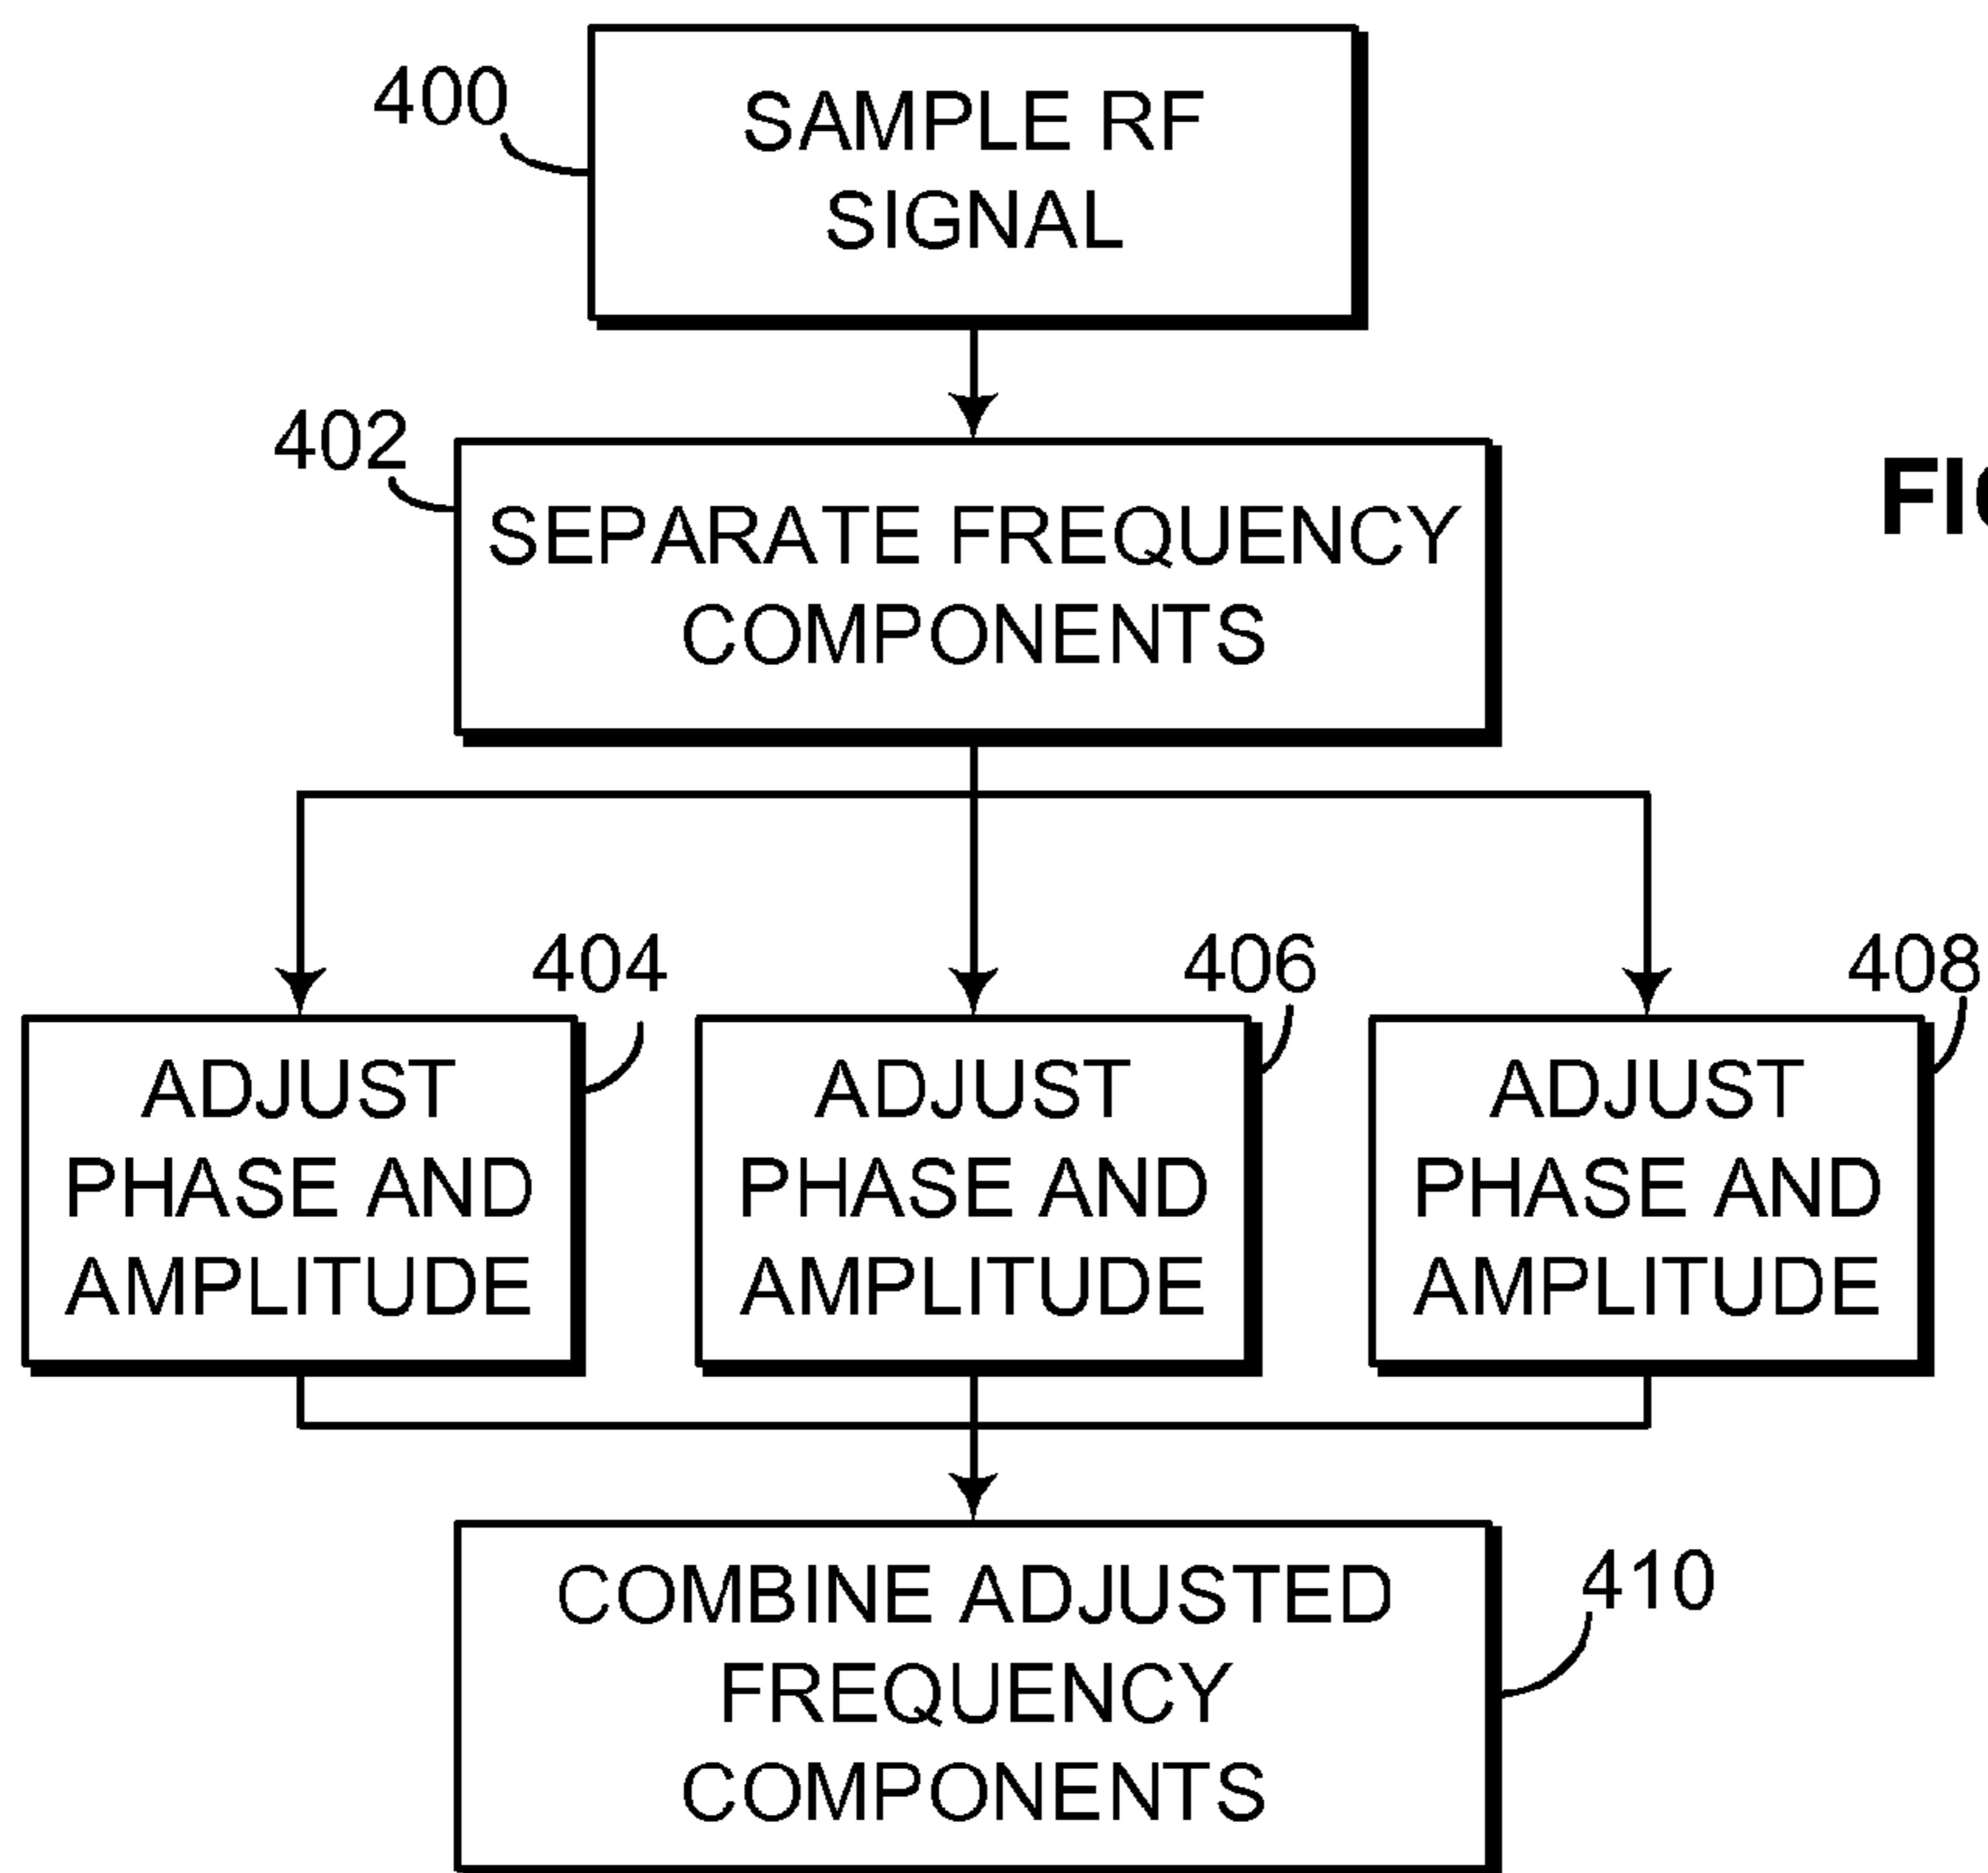 400
SAMPLE RF
SIGNAL
402
SEPARATE FREQUENCY
COMPONENTS
404
406
408
ADJUST
PHASE AND
AMPLITUDE
ADJUST
PHASE AND
AMPLITUDE
ADJUST
PHASE AND
AMPLITUDE
COMBINE ADJUSTED
FREQUENCY
COMPONENTS
410